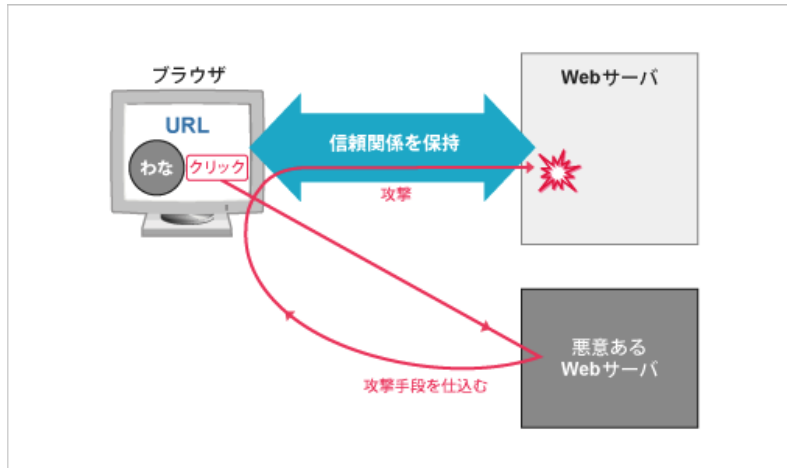 ブラウザ
URL
わな
クリック
信頼関係を保持
攻撃
Webサーバ
攻撃手段を仕込む
悪意ある
Webサーバ